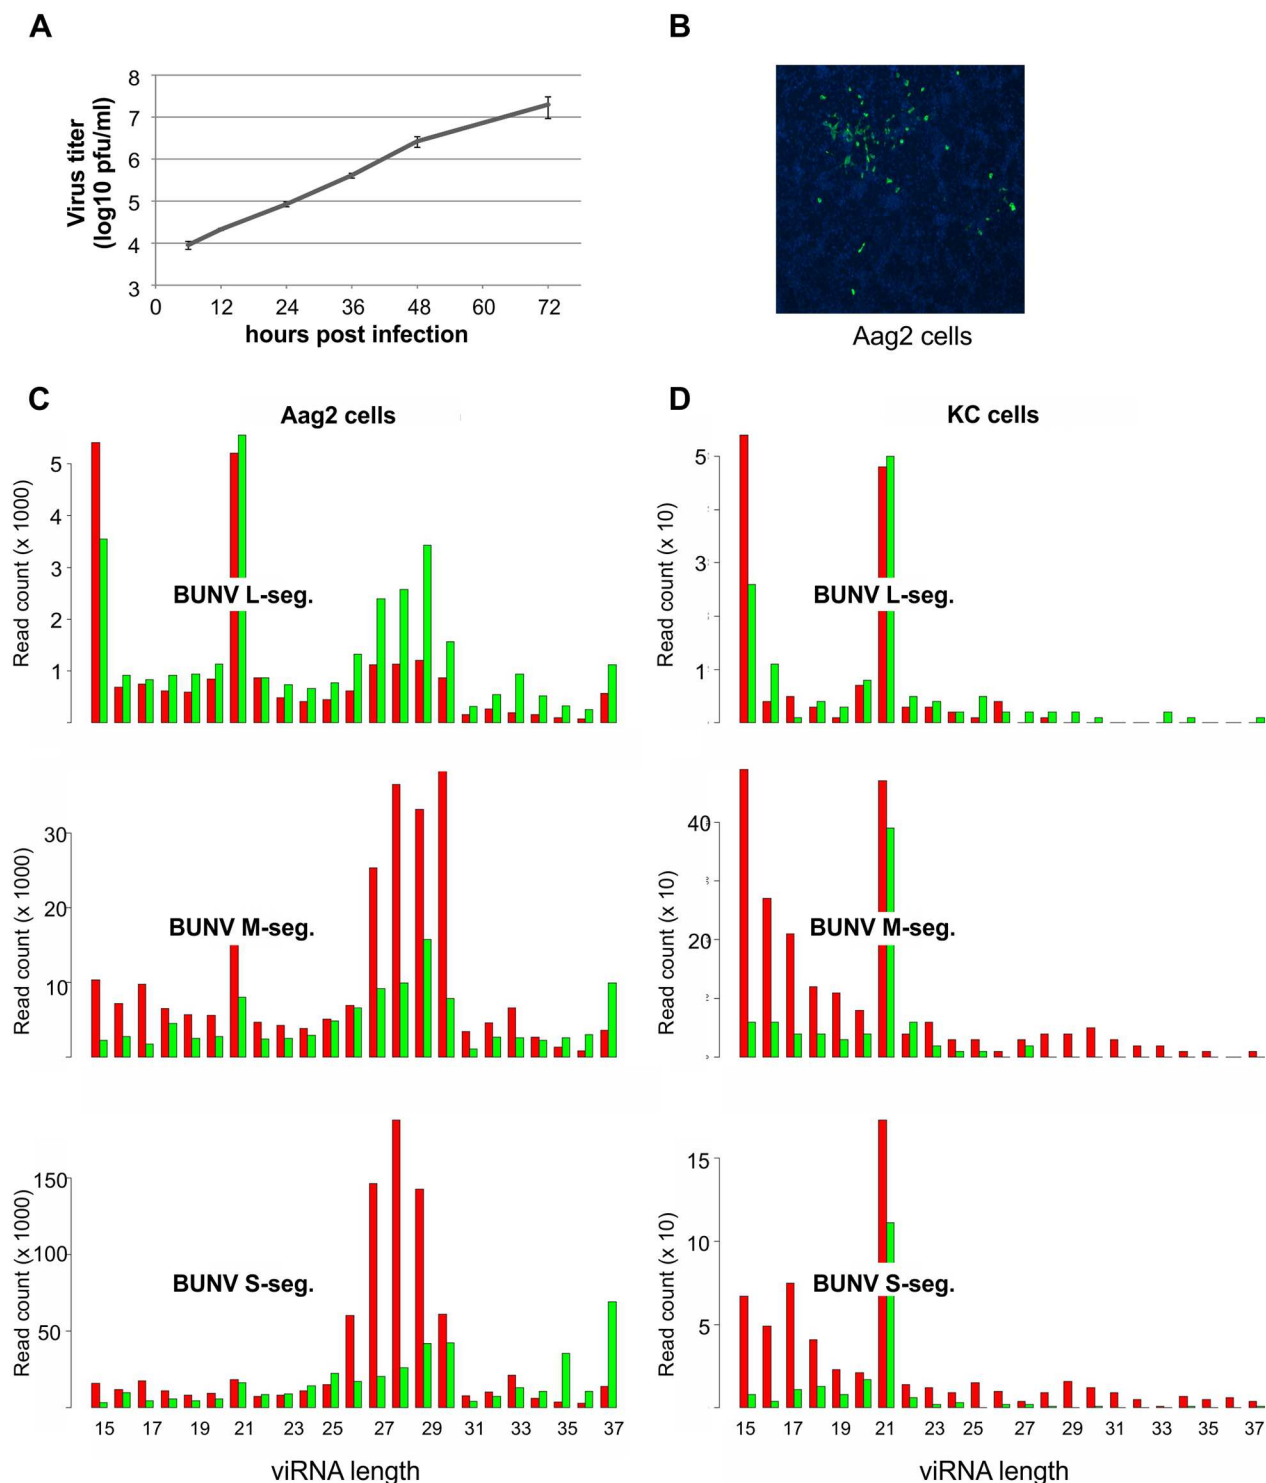 A
8
7
6
5
4
3
Virus titer
(log10 pfu/ml)
0 12 24 36 48 60 72
hours post infection
B
Aag2 cells
C
Aag2 cells
5
4
3
2
1
Read count (x 1000)
BUNV L-seg.
30
20
10
Read count (x 1000)
BUNV M-seg.
150
100
50
Read count (x 1000)
BUNV S-seg.
15 17 19 21 23 25 27 29 31 33 35 37
viRNA length
D
KC cells
5
3
1
Read count (x 10)
BUNV L-seg.
40
20
Read count (x 10)
BUNV M-seg.
15
10
5
Read count (x 10)
BUNV S-seg.
15 17 19 21 23 25 27 29 31 33 35 37
viRNA length